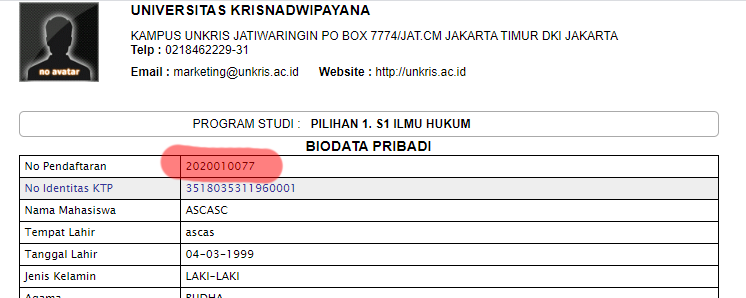 UNIVERSITAS KRISNADWIPAYANA
KAMPUS UNKRIS JATIWARINGIN PO BOX 7774/JAT.CM JAKARTA TIMUR DKI JAKARTA
Telp : 0218462229-31
Email : marketing@unkris.ac.id Website : http://unkris.ac.id
no avatar
PROGRAM STUDI : PILIHAN 1. S1 ILMU HUKUM
BIODATA PRIBADI
No Pendaftaran 2020010077
No Identitas KTP 3518035311960001
Nama Mahasiswa ASCASC
Tempat Lahir ascas
Tanggal Lahir 04-03-1999
Jenis Kelamin LAKI-LAKI
Agama BUDHA